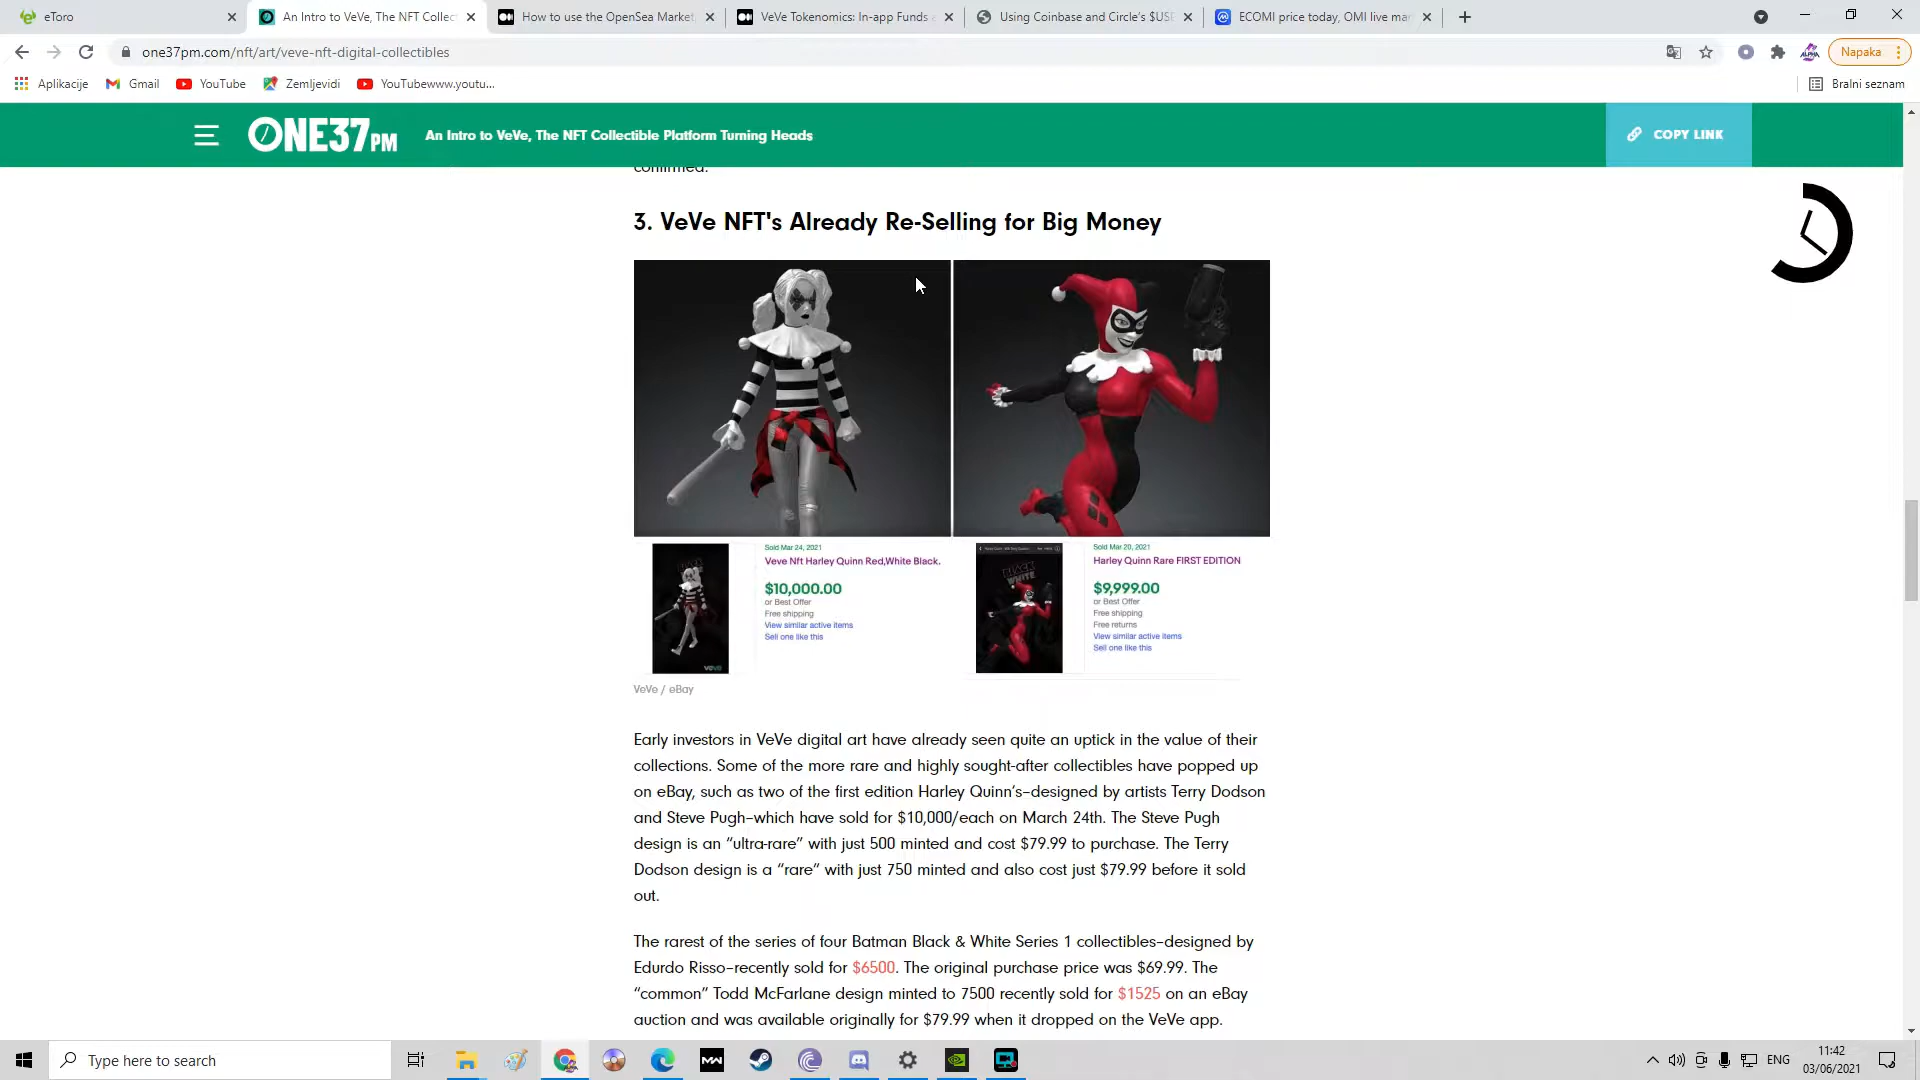 eToro
An Intro to VeVe, The NFT Collect
How to use the OpenSea Market
VeVe Tokenomics: In-app Funds
Using Coinbase and Circle's $USD
ECOMI price today, OMI live mar
one37pm.com/nft/art/veve-nft-digital-collectibles
Napaka
Aplikacije
Gmail
YouTube
Zemljevidi
YouTubewww.youtu...
Bralni seznam
ONE37PM
An Intro to VeVe, The NFT Collectible Platform Turning Heads
COPY LINK
confirmed.
3. VeVe NFT's Already Re-Selling for Big Money
Sold Mar 24, 2021
Veve Nft Harley Quinn Red,White Black.
$10,000.00
or Best Offer
Free shipping
View similar active items
Sell one like this
veve
BLACK
WHITE
Sold Mar 20, 2021
Harley Quinn Rare FIRST EDITION
$9,999.00
or Best Offer
Free shipping
Free returns
View similar active items
Sell one like this
VeVe / eBay
Early investors in VeVe digital art have already seen quite an uptick in the value of their
collections. Some of the more rare and highly sought-after collectibles have popped up
on eBay, such as two of the first edition Harley Quinn's–designed by artists Terry Dodson
and Steve Pugh–which have sold for $10,000/each on March 24th. The Steve Pugh
design is an “ultra-rare” with just 500 minted and cost $79.99 to purchase. The Terry
Dodson design is a “rare” with just 750 minted and also cost just $79.99 before it sold
out.
The rarest of the series of four Batman Black & White Series 1 collectibles–designed by
Edurdo Risso–recently sold for $6500. The original purchase price was $69.99. The
“common” Todd McFarlane design minted to 7500 recently sold for $1525 on an eBay
auction and was available originally for $79.99 when it dropped on the VeVe app.
Type here to search
ENG
11:42
03/06/2021